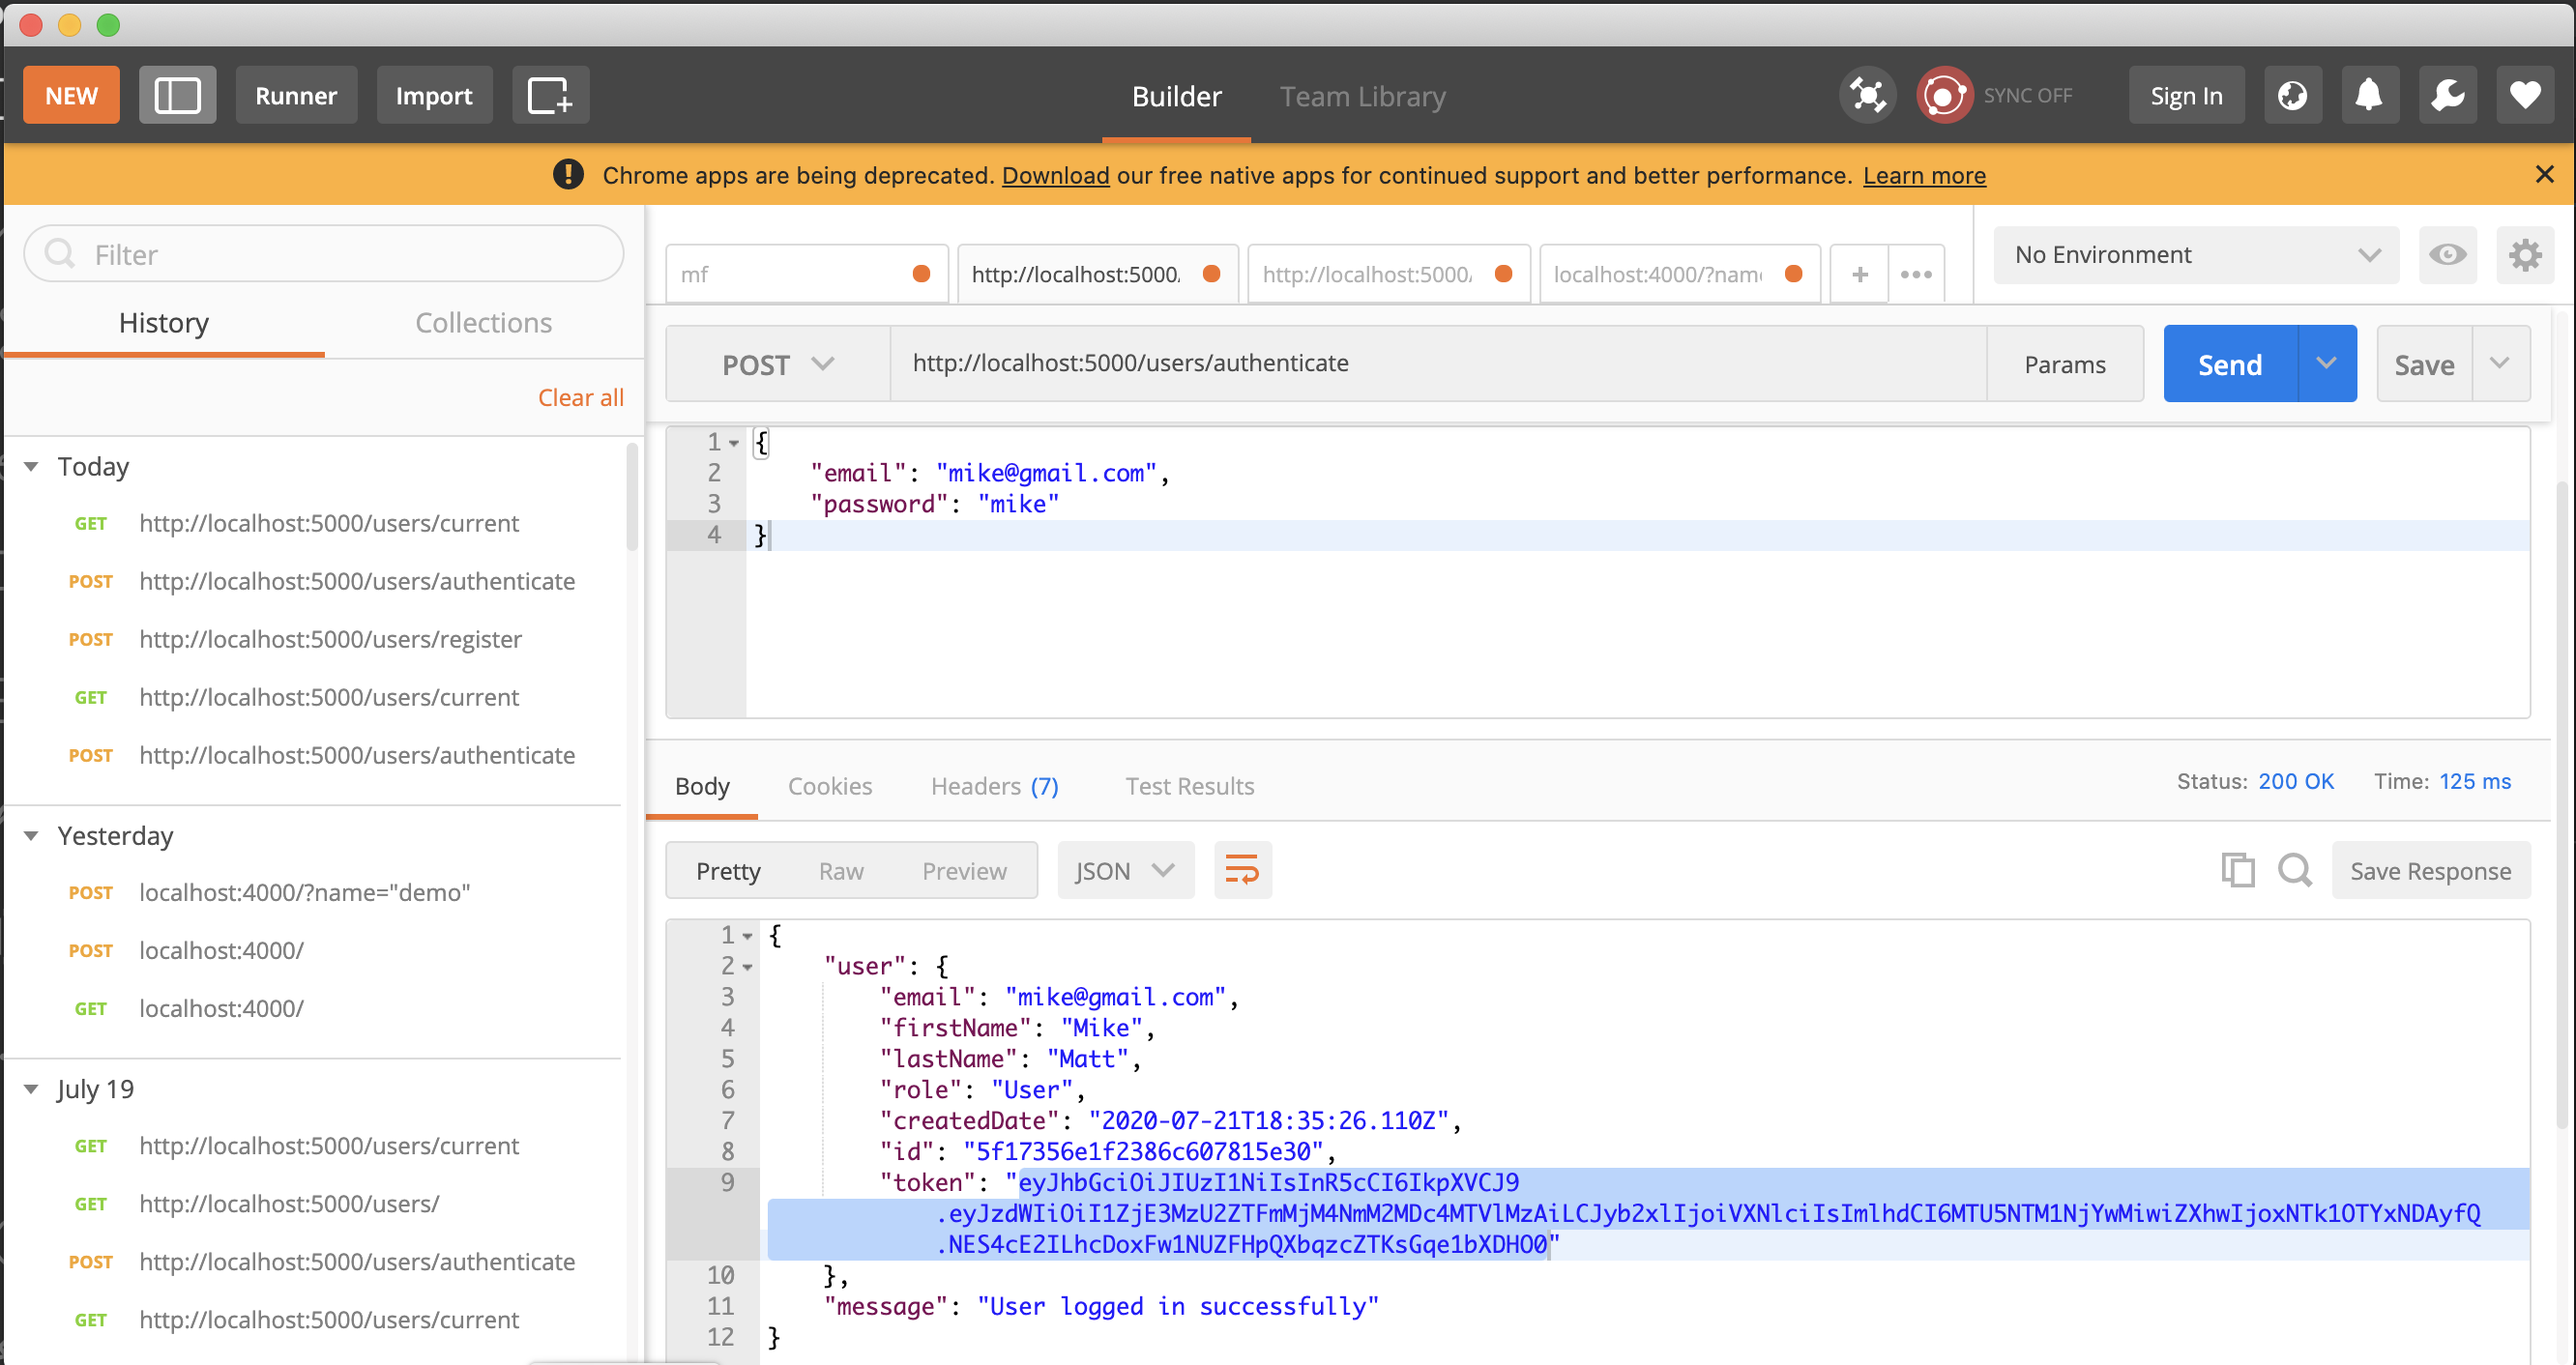 NEW
Runner
Import
Builder
Team Library
SYNC OFF
Sign In
Chrome apps are being deprecated. Download our free native apps for continued support and better performance. Learn more
Filter
History
Collections
Clear all
Today
GET http://localhost:5000/users/current
POST http://localhost:5000/users/authenticate
POST http://localhost:5000/users/register
GET http://localhost:5000/users/current
POST http://localhost:5000/users/authenticate
Yesterday
POST localhost:4000/?name="demo"
POST localhost:4000/
GET localhost:4000/
July 19
GET http://localhost:5000/users/current
GET http://localhost:5000/users/
POST http://localhost:5000/users/authenticate
GET http://localhost:5000/users/current
mf
http://localhost:5000/
http://localhost:5000/
localhost:4000/?nam
No Environment
POST
http://localhost:5000/users/authenticate
Params
Send
Save
1 {
2 "email": "mike@gmail.com",
3 "password": "mike"
4 }
Body
Cookies
Headers (7)
Test Results
Status: 200 OK
Time: 125 ms
Pretty
Raw
Preview
JSON
Save Response
1 {
2 "user": {
3 "email": "mike@gmail.com",
4 "firstName": "Mike",
5 "lastName": "Matt",
6 "role": "User",
7 "createdDate": "2020-07-21T18:35:26.110Z",
8 "id": "5f17356e1f2386c607815e30",
9 "token": "eyJhbGciOiJIUzI1NiIsInR5cCI6IkpXVCJ9
.eyJzdWIiOiI1ZjE3MzU2ZTFmMjM4NmM2MDc4MTVlMzAiLCJyb2xlIjoiVXNlciIsImlhdCI6MTU5NTM1NjYwMiwiZXhwIjoxNTk1OTYxNDAyfQ
.NES4cE2ILhcDoxFw1NUZFHpQXbqzcZTKsGqe1bXDHO0"
10 },
11 "message": "User logged in successfully"
12 }